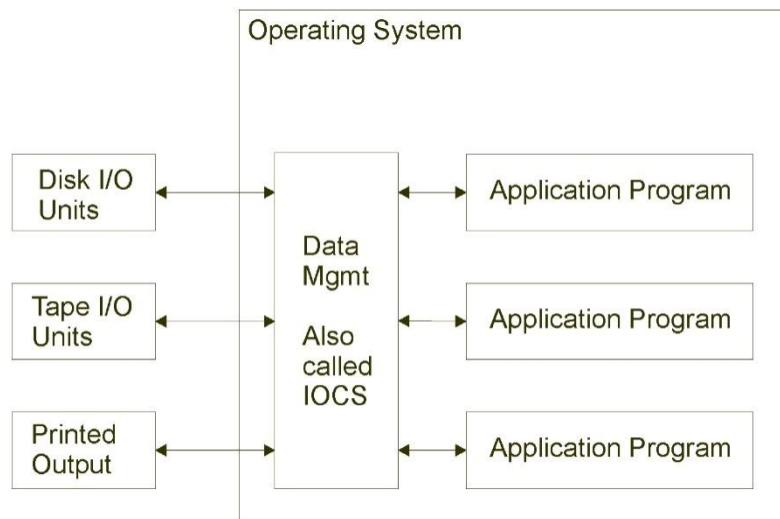 Operating System
Disk I/O
Units
Tape I/O
Units
Printed
Output
Data
Mgmt
Also
called
IOCS
Application Program
Application Program
Application Program